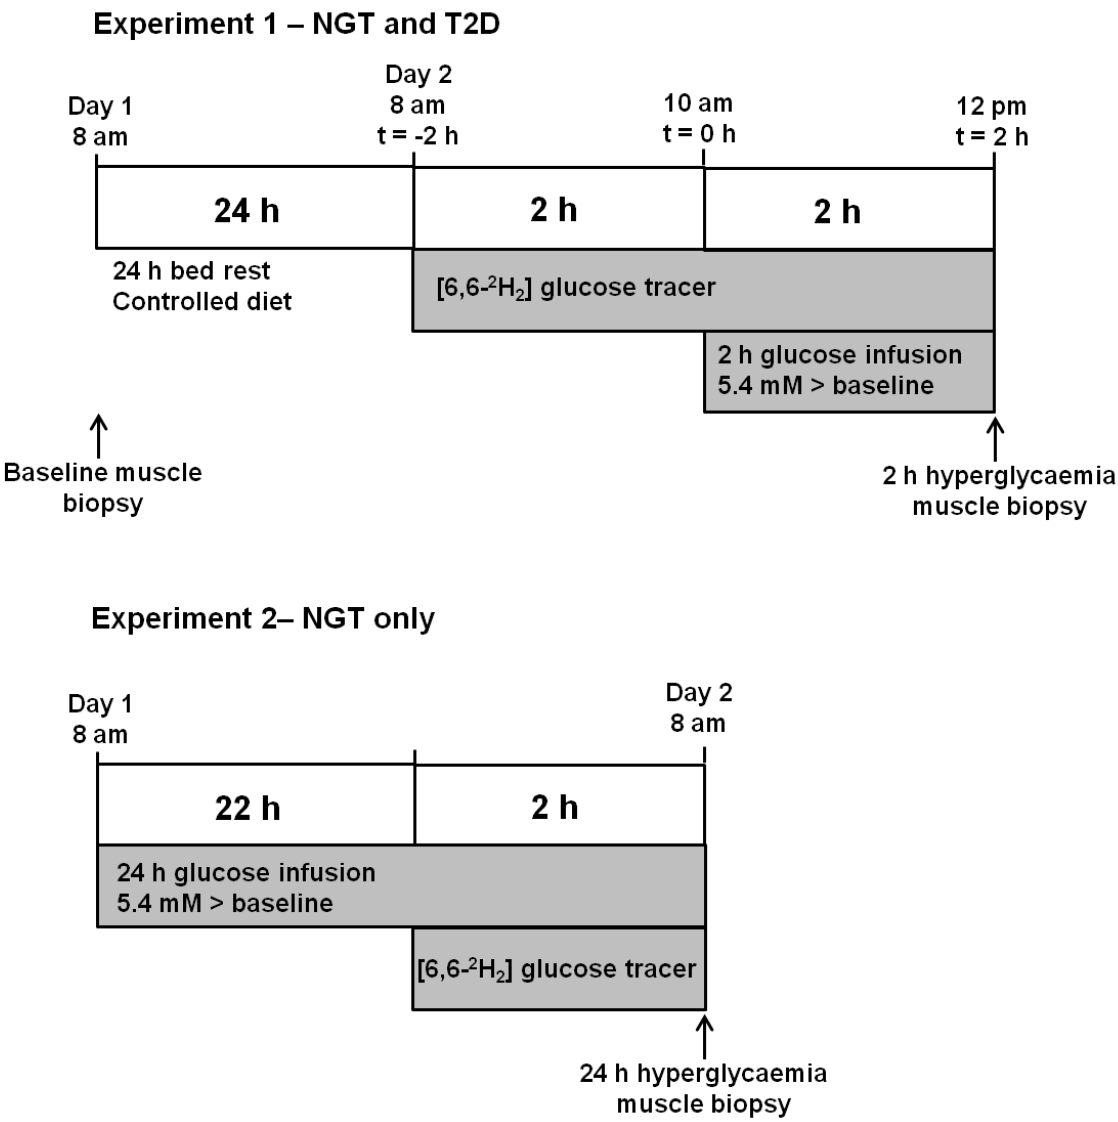 Experiment 1 – NGT and T2D
Day 1
8 am
Day 2
8 am
t = -2 h
10 am
t = 0 h
12 pm
t = 2 h
24 h
2 h
2 h
24 h bed rest
Controlled diet
[6,6-²H₂] glucose tracer
2 h glucose infusion
5.4 mM > baseline
Baseline muscle
biopsy
2 h hyperglycaemia
muscle biopsy
Experiment 2– NGT only
Day 1
8 am
Day 2
8 am
22 h
2 h
24 h glucose infusion
5.4 mM > baseline
[6,6-²H₂] glucose tracer
24 h hyperglycaemia
muscle biopsy